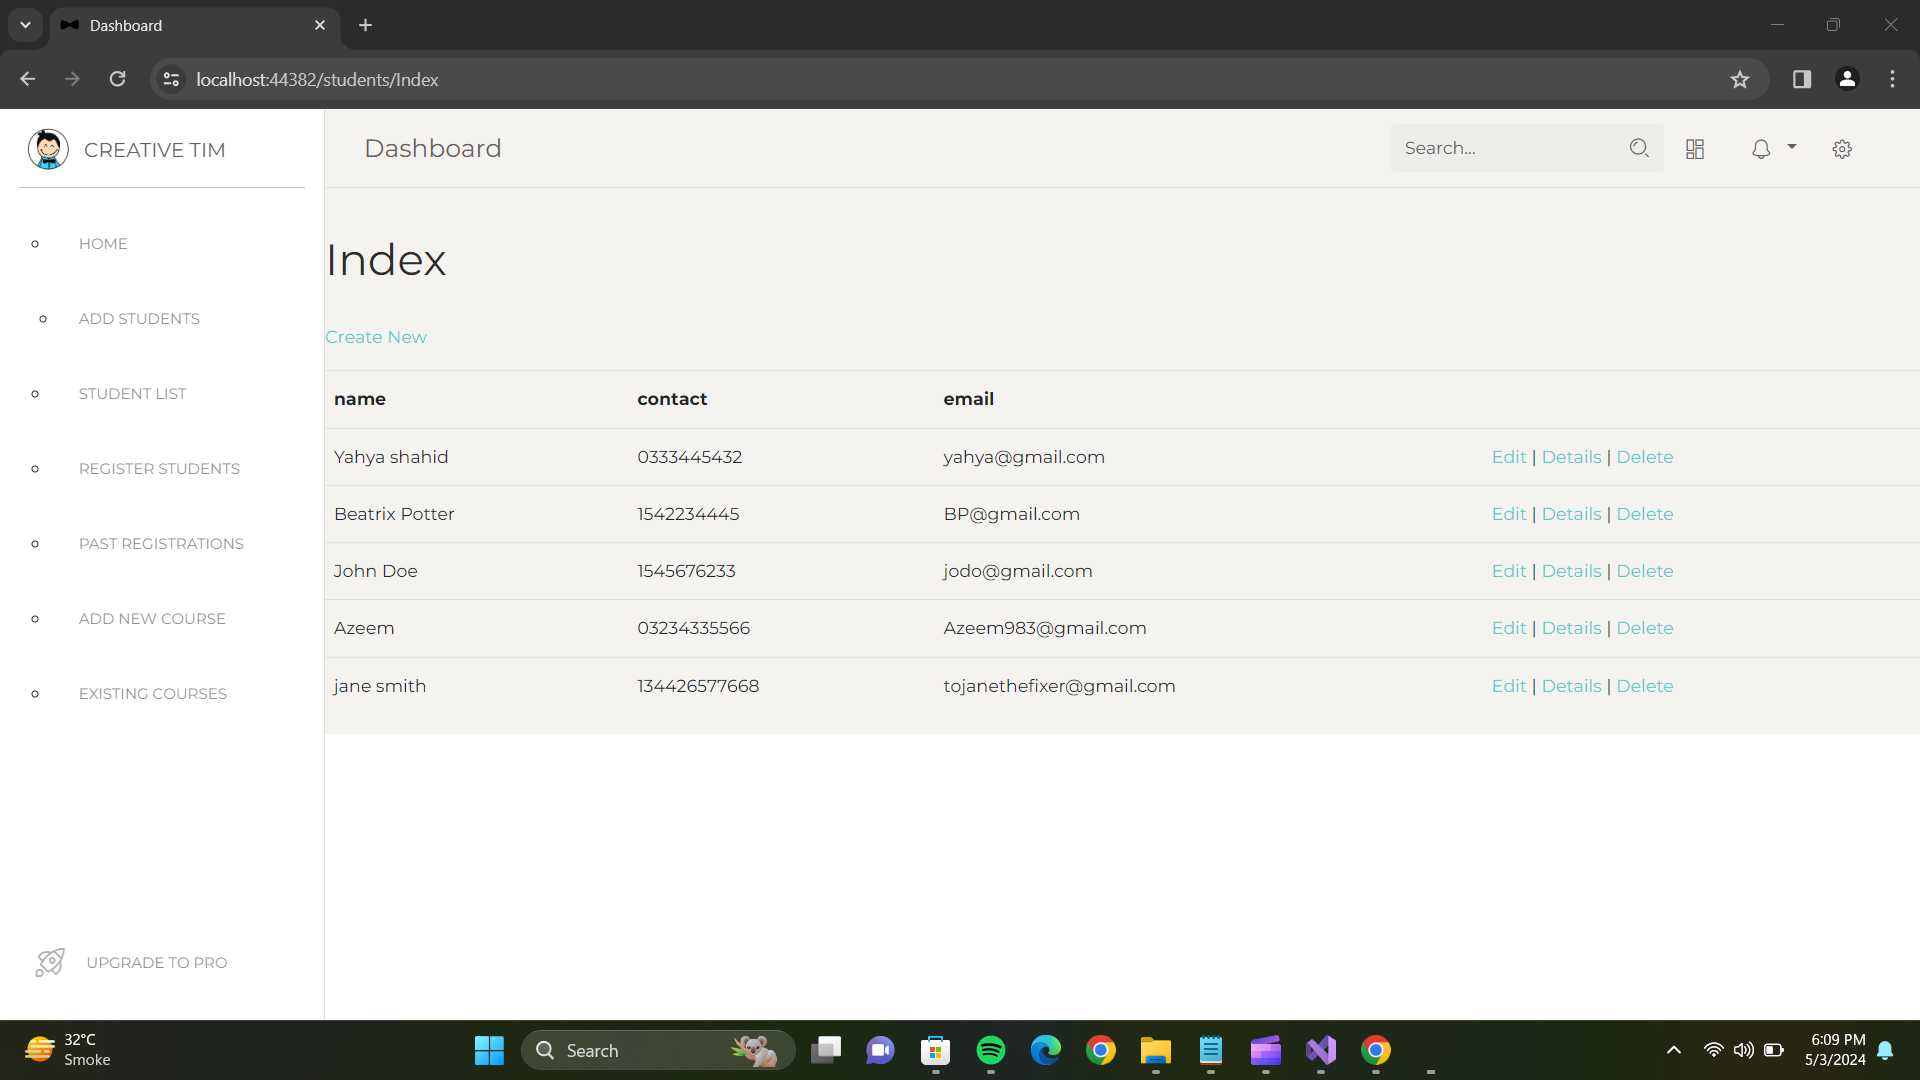 Dashboard
localhost:44382/students/Index
CREATIVE TIM
Dashboard
Search...
HOME
ADD STUDENTS
STUDENT LIST
REGISTER STUDENTS
PAST REGISTRATIONS
ADD NEW COURSE
EXISTING COURSES
UPGRADE TO PRO
Index
Create New
name contact email
Yahya shahid 0333445432 yahya@gmail.com Edit | Details | Delete
Beatrix Potter 1542234445 BP@gmail.com Edit | Details | Delete
John Doe 1545676233 jodo@gmail.com Edit | Details | Delete
Azeem 03234335566 Azeem983@gmail.com Edit | Details | Delete
jane smith 134426577668 tojanethefixer@gmail.com Edit | Details | Delete
32°C
Smoke
Search
6:09 PM
5/3/2024